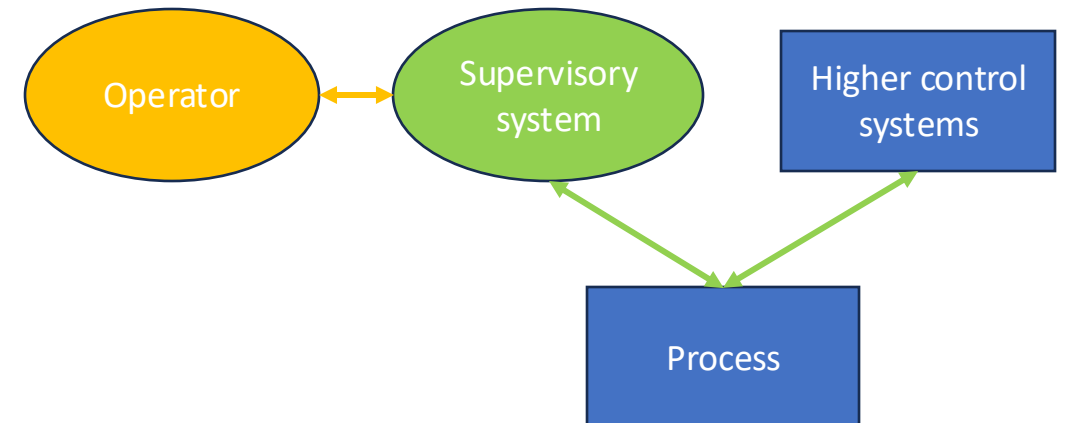 Operator
Supervisory
system
Higher control
systems
Process